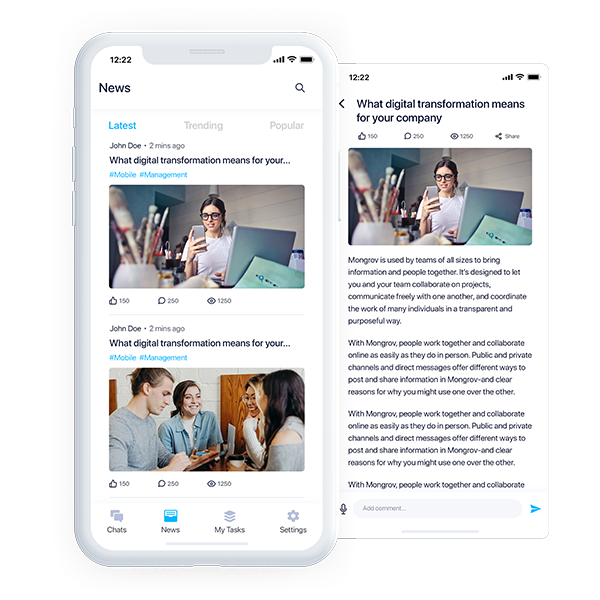 12:22
News
Latest Trending Popular
John Doe • 2 mins ago
What digital transformation means for your...
#Mobile #Management
150 250 1250
John Doe • 2 mins ago
What digital transformation means for your...
#Mobile #Management
150 250 1250
Chats News My Tasks Settings
12:22
What digital transformation means
for your company
150 250 1250 Share
Mongrov is used by teams of all sizes to bring
information and people together. It's designed to let
you and your team collaborate on projects,
communicate freely with one another, and coordinate
the work of many individuals in a transparent and
purposeful way.
With Mongrov, people work together and collaborate
online as easily as they do in person. Public and private
channels and direct messages offer different ways to
post and share information in Mongrov-and clear
reasons for why you might use one over the other.
With Mongrov, people work together and collaborate
online as easily as they do in person. Public and private
channels and direct messages offer different ways to
post and share information in Mongrov-and clear
reasons for why you might use one over the other.
With Mongrov, people work together and collaborate
Add comment...